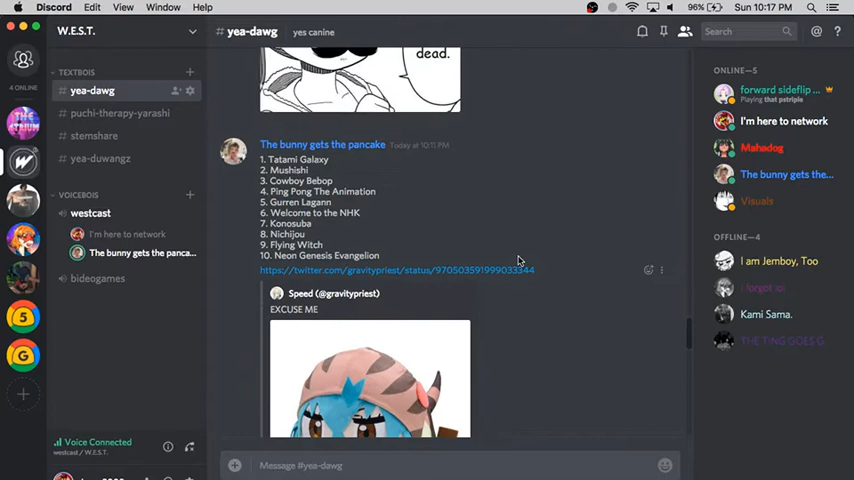 Discord File Edit View Window Help 96% Sun 10:17 PM
W.E.S.T.
# yea-dawg yes canine
Search
4 ONLINE
THE ATRIUM
TEXTBOIS
# yea-dawg
# puchi-therapy-yarashi
# stemshare
# yea-duwangz
VOICEBOIS
westcast
I'm here to network
The bunny gets the panca...
bideogames
Voice Connected
westcast / W.E.S.T.
dead.
The bunny gets the pancake Today at 10:11 PM
1. Tatami Galaxy
2. Mushishi
3. Cowboy Bebop
4. Ping Pong The Animation
5. Gurren Lagann
6. Welcome to the NHK
7. Konosuba
8. Nichijou
9. Flying Witch
10. Neon Genesis Evangelion
https://twitter.com/gravitypriest/status/970503591999033344
Speed (@gravitypriest)
EXCUSE ME
Message #yea-dawg
ONLINE—5
forward sideflip ...
Playing that pstriple
I'm here to network
Mahadog
The bunny gets the...
Visuals
OFFLINE—4
I am Jemboy, Too
I forgot lol
Kami Sama.
THE TING GOES G
5
G